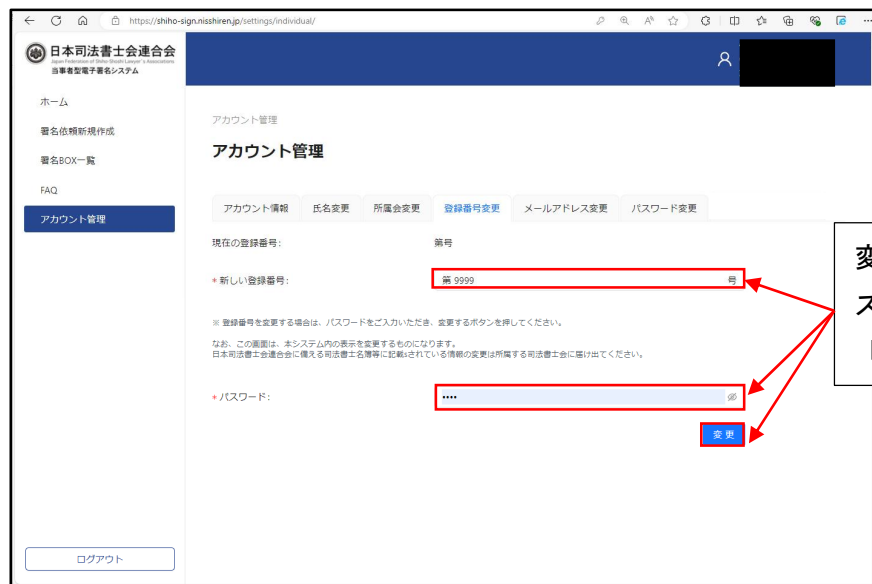 https://shiho-sign.nisshiren.jp/settings/individual/
日本司法書士会連合会
Japan Federation of Shiho-Shoshi Lawyer's Associations
当事者型電子署名システム
ホーム
署名依頼新規作成
署名BOX一覧
FAQ
アカウント管理
ログアウト
アカウント管理
アカウント管理
アカウント情報 氏名変更 所属会変更 登録番号変更 メールアドレス変更 パスワード変更
現在の登録番号: 第号
* 新しい登録番号: 第 9999 号
※ 登録番号を変更する場合は、パスワードをご入力いただき、変更するボタンを押してください。
なお、この画面は、本システム内の表示を変更するものになります。
日本司法書士会連合会に備える司法書士名簿等に記載sされている情報の変更は所属する司法書士会に届け出てください。
* パスワード: ••••
変 更
変
ス
「